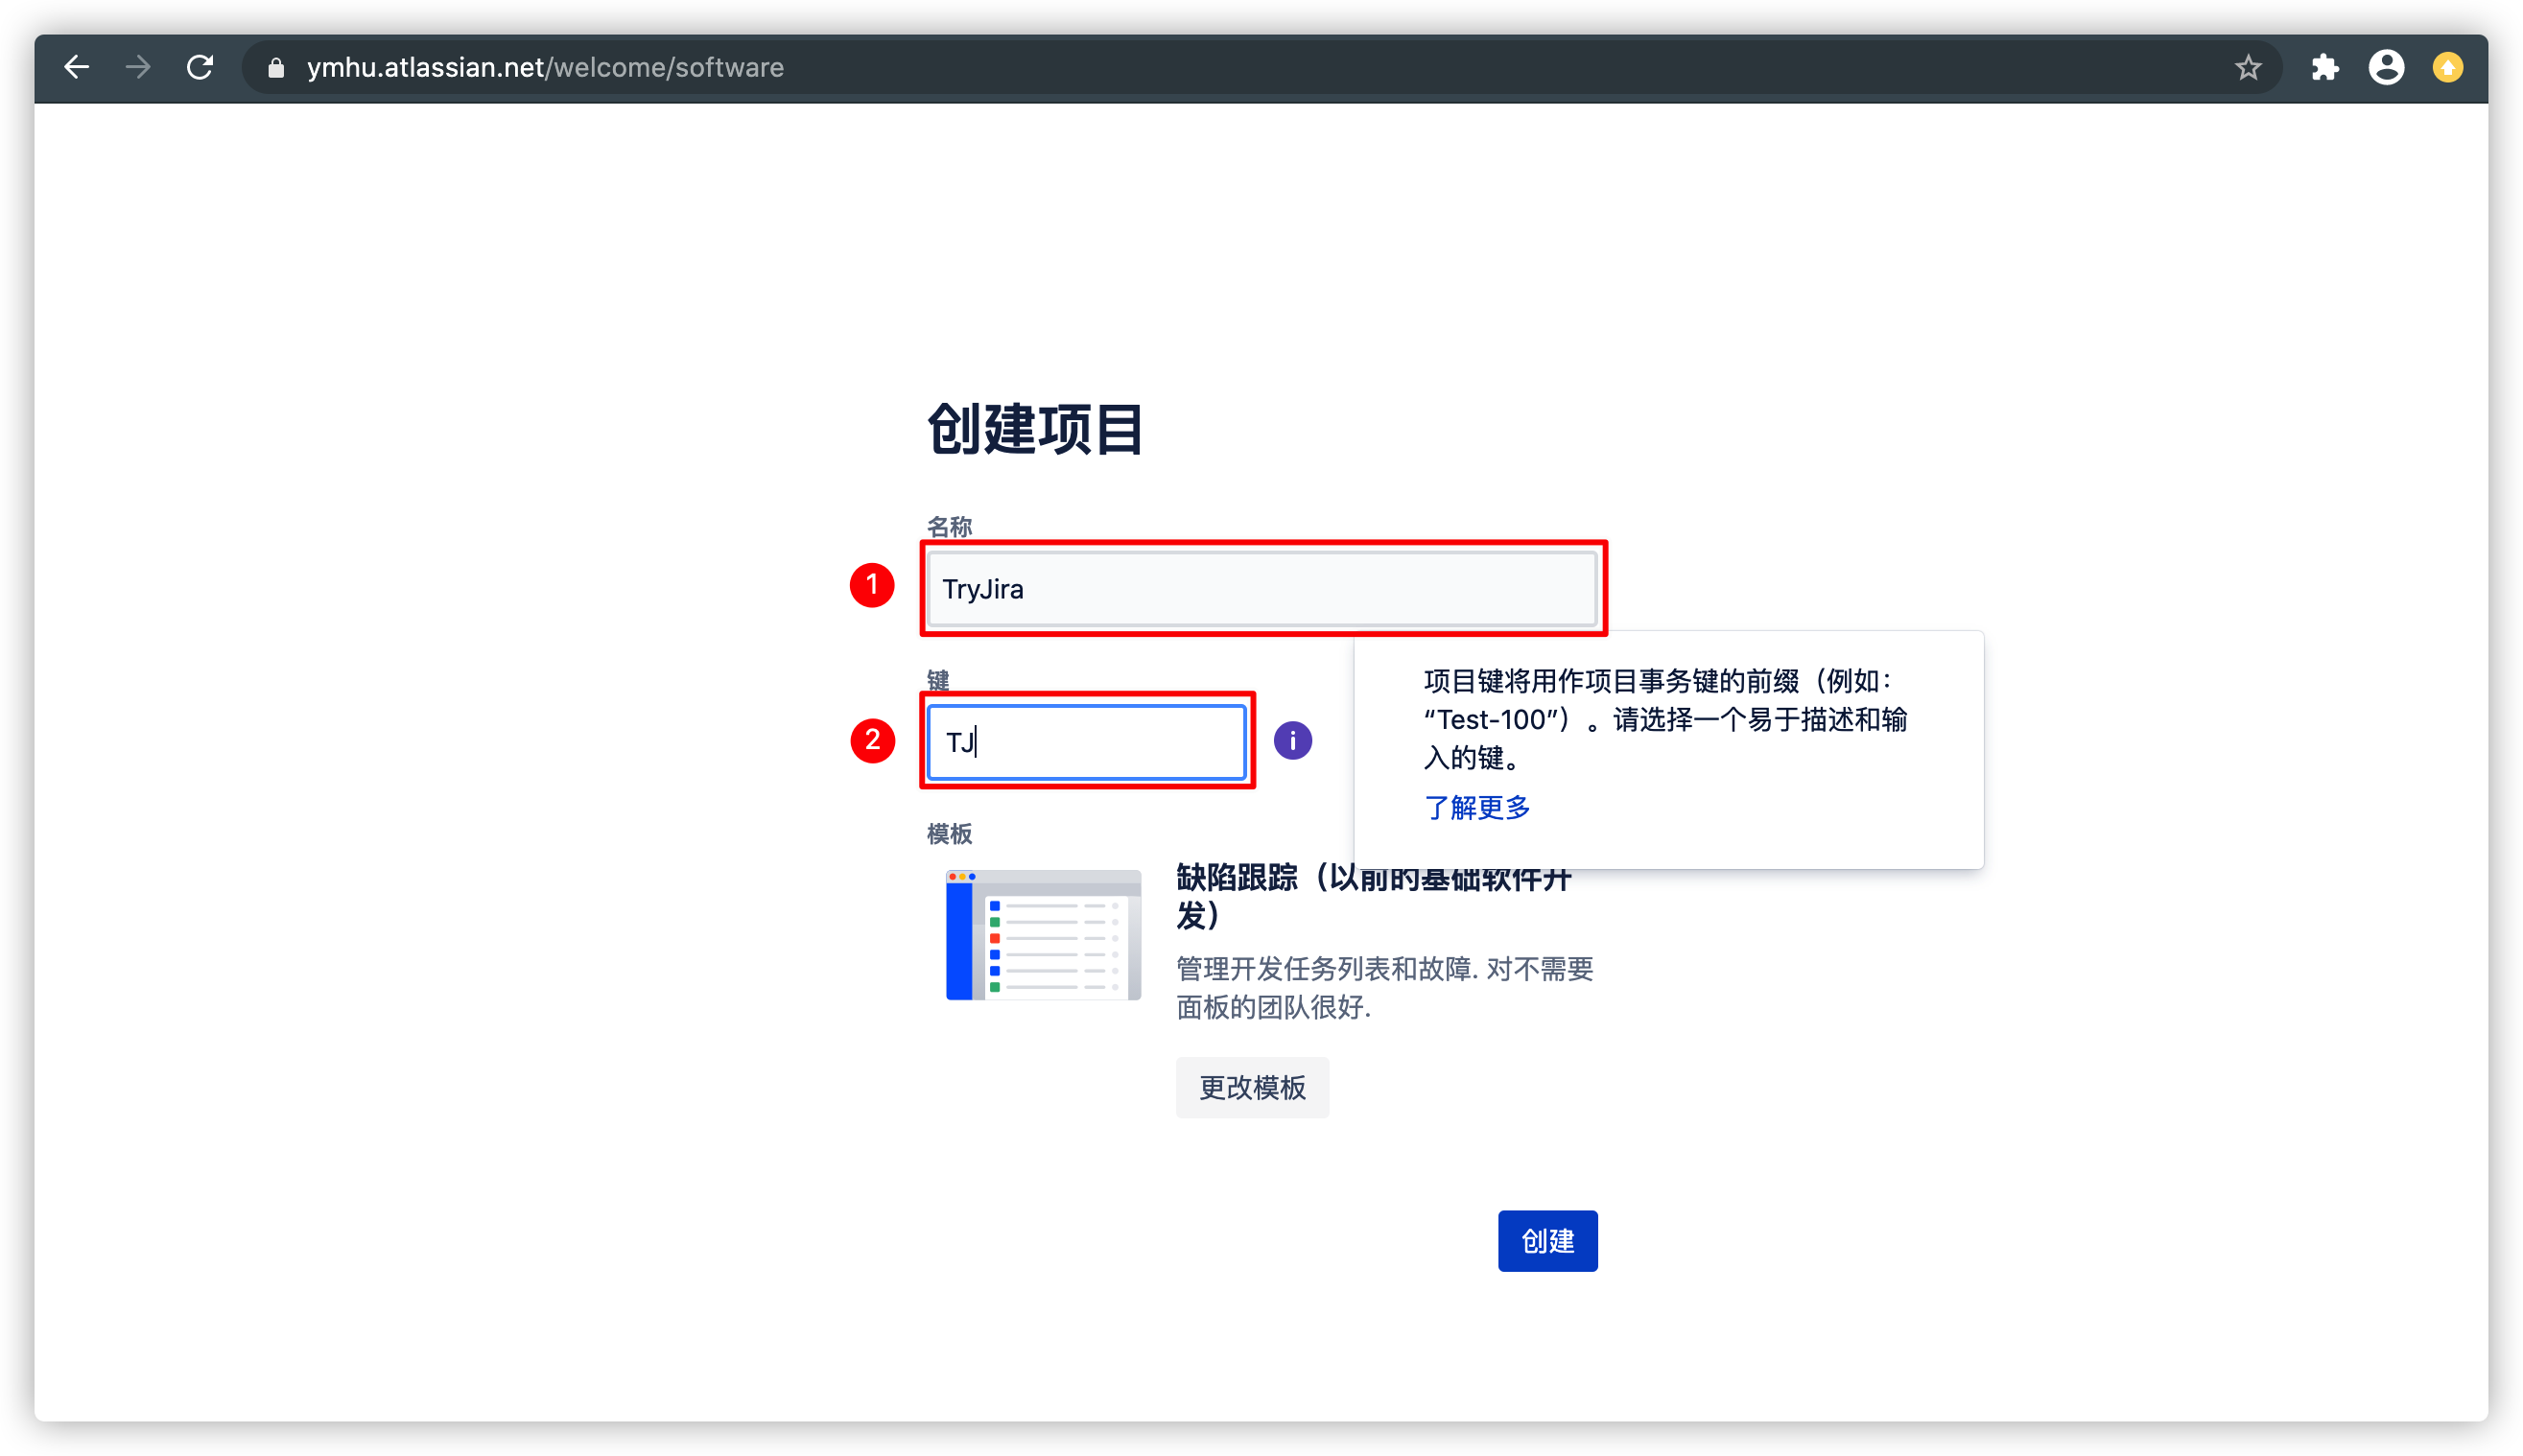 ymhu.atlassian.net/welcome/software
创建项目
名称
1
TryJira
键
2
TJ
i
项目键将用作项目事务键的前缀（例如：
“Test-100”）。请选择一个易于描述和输
入的键。
了解更多
模板
缺陷跟踪（以前的基础软件开
发）
管理开发任务列表和故障. 对不需要
面板的团队很好.
更改模板
创建